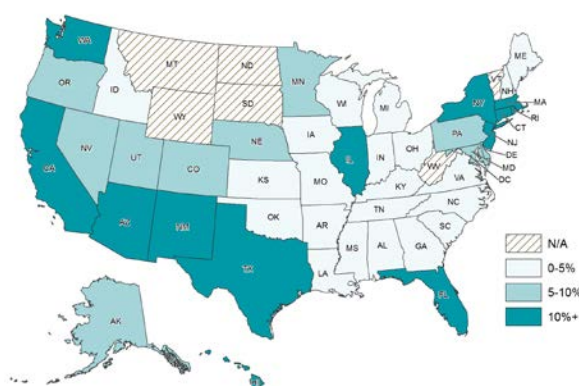 WA
MT
ND
ME
OR
MN
VT
ID
SD
WI
NH
WY
MI
NY
MA
RI
CT
IA
PA
NJ
NE
NV
OH
DE
UT
IL
IN
MD
CO
WV
DC
CA
VA
KS
MO
KY
NC
TN
OK
AZ
NM
AR
SC
N/A
MS
AL
GA
0-5%
TX
LA
5-10%
FL
10%+
AK